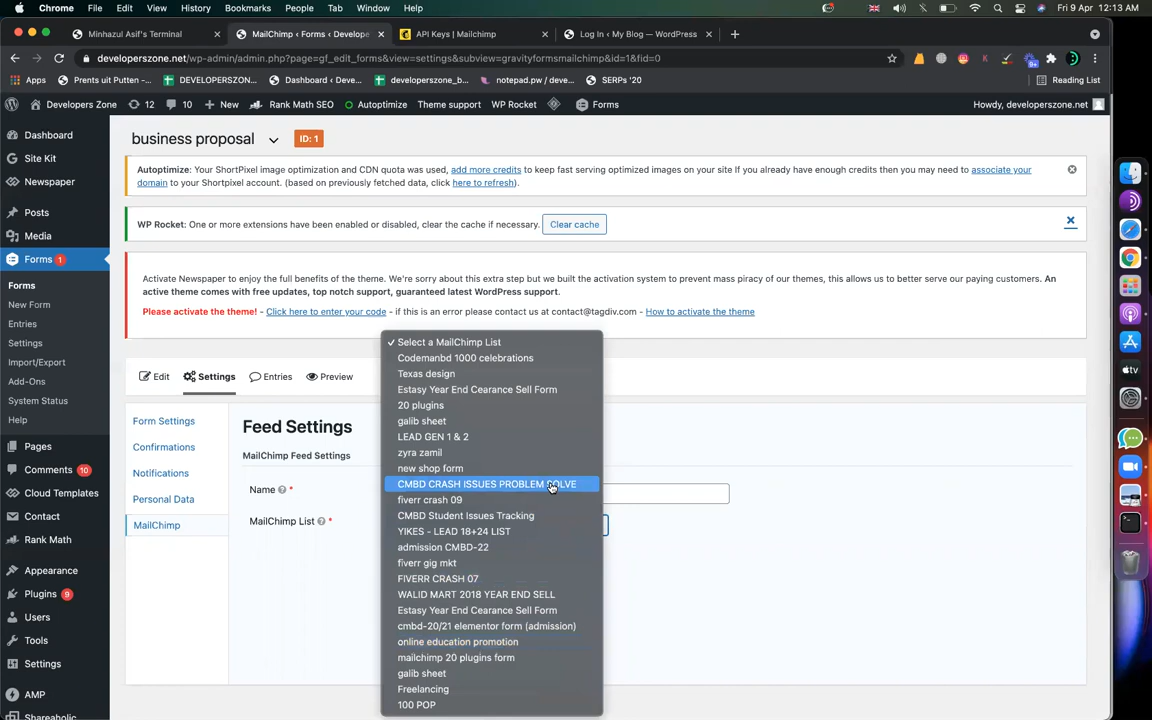 Chrome File Edit View History Bookmarks People Tab Window Help Fri 9 Apr 12:13 AM
Minhazul Asif's Terminal × MailChimp ‹ Forms ‹ Develope × API Keys | Mailchimp × Log In ‹ My Blog — WordPress × +
developerszone.net/wp-admin/admin.php?page=gf_edit_forms&view=settings&subview=gravityformsmailchimp&id=1&fid=0
Apps Prents uit Putten -... DEVELOPERSZON... Dashboard ‹ Deve... developerszone_b... notepad.pw / deve... SERPs '20 Reading List
Developers Zone 12 10 + New Rank Math SEO Autoptimize Theme support WP Rocket Forms Howdy, developerszone.net
Dashboard
Site Kit
Newspaper
Posts
Media
Forms 1
Forms
New Form
Entries
Settings
Import/Export
Add-Ons
System Status
Help
Pages
Comments 10
Cloud Templates
Contact
Rank Math
Appearance
Plugins 9
Users
Tools
Settings
AMP
Shareaholic
business proposal ID: 1
Autoptimize: Your ShortPixel image optimization and CDN quota was used, add more credits to keep fast serving optimized images on your site If you already have enough credits then you may need to associate your
domain to your Shortpixel account. (based on previously fetched data, click here to refresh).
WP Rocket: One or more extensions have been enabled or disabled, clear the cache if necessary. Clear cache
Activate Newspaper to enjoy the full benefits of the theme. We're sorry about this extra step but we built the activation system to prevent mass piracy of our themes, this allows us to better serve our paying customers. An
active theme comes with free updates, top notch support, guaranteed latest WordPress support.
Please activate the theme! - Click here to enter your code - if this is an error please contact us at contact@tagdiv.com - How to activate the theme
Edit Settings Entries Preview
Form Settings
Confirmations
Notifications
Personal Data
MailChimp
Feed Settings
MailChimp Feed Settings
Name *
MailChimp List *
✓ Select a MailChimp List
Codemanbd 1000 celebrations
Texas design
Estasy Year End Cearance Sell Form
20 plugins
galib sheet
LEAD GEN 1 & 2
zyra zamil
new shop form
CMBD CRASH ISSUES PROBLEM SOLVE
fiverr crash 09
CMBD Student Issues Tracking
YIKES - LEAD 18+24 LIST
admission CMBD-22
fiverr gig mkt
FIVERR CRASH 07
WALID MART 2018 YEAR END SELL
Estasy Year End Cearance Sell Form
cmbd-20/21 elementor form (admission)
online education promotion
mailchimp 20 plugins form
galib sheet
Freelancing
100 POP
tv